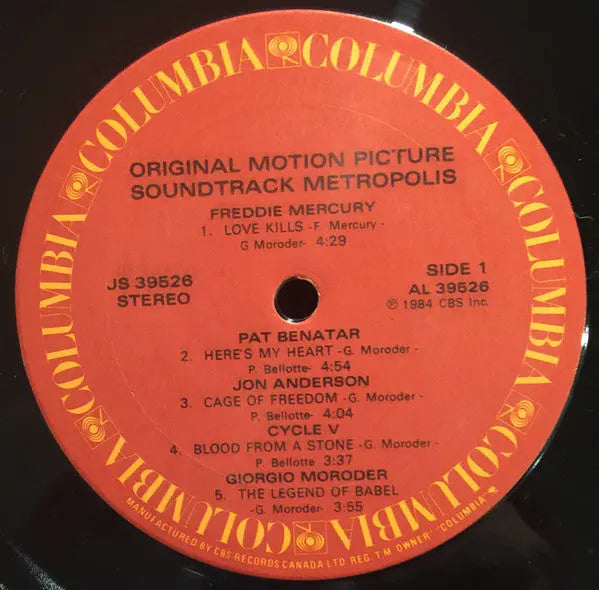 COLUMBIA COLUMBIA COLUMBIA COLUMBIA COLUMBIA COLUMBIA COLUMBIA COLUMBIA
ORIGINAL MOTION PICTURE
SOUNDTRACK METROPOLIS
FREDDIE MERCURY
1. LOVE KILLS -F. Mercury -
G Moroder- 4:29
JS 39526
STEREO
SIDE 1
AL 39526
℗ 1984 CBS Inc.
PAT BENATAR
2. HERE'S MY HEART -G. Moroder-
P. Bellotte- 4:54
JON ANDERSON
3. CAGE OF FREEDOM -G. Moroder-
P. Bellotte- 4:04
CYCLE V
4. BLOOD FROM A STONE -G. Moroder-
P. Bellotte 3:37
GIORGIO MORODER
5. THE LEGEND OF BABEL
-G. Moroder- 3:55
MANUFACTURED BY CBS RECORDS CANADA LTD REG. T M OWNER "COLUMBIA"